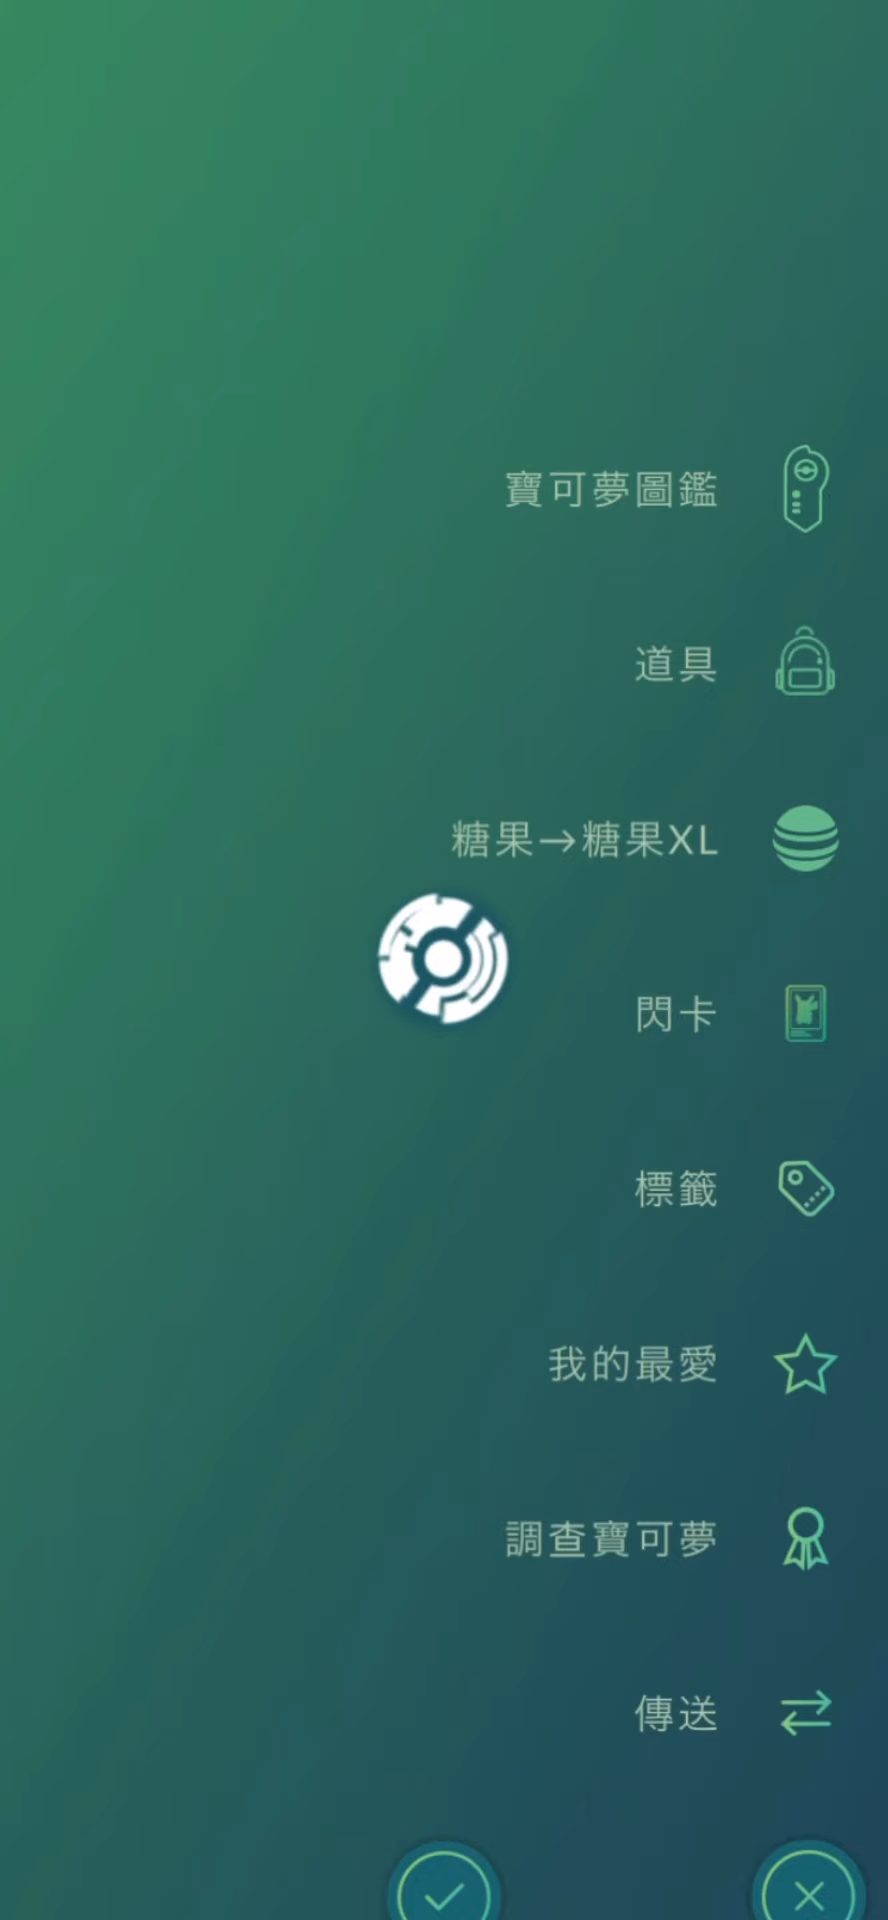 寶可夢圖鑑
道具
糖果→糖果XL
閃卡
標籤
我的最愛
調查寶可夢
傳送